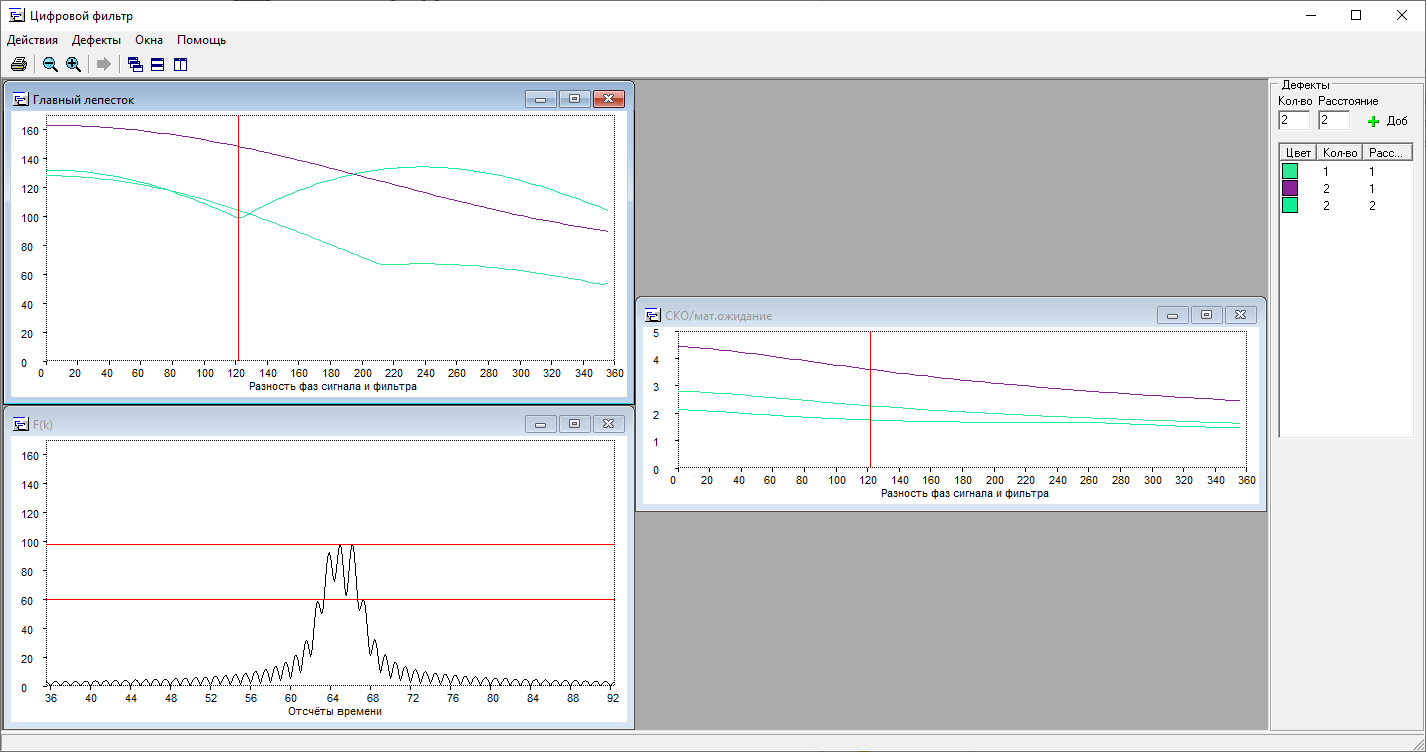 Цифровой фильтр
Действия Дефекты Окна Помощь
Главный лепесток
160
140
120
100
80
60
40
20
0
0 20 40 60 80 100 120 140 160 180 200 220 240 260 280 300 320 340 360
Разность фаз сигнала и фильтра
F(k)
160
140
120
100
80
60
40
20
0
36 40 44 48 52 56 60 64 68 72 76 80 84 88 92
Отсчёты времени
СКО/мат.ожидание
5
4
3
2
1
0
0 20 40 60 80 100 120 140 160 180 200 220 240 260 280 300 320 340 360
Разность фаз сигнала и фильтра
Дефекты
Кол-во Расстояние
2 2 Доб
Цвет Кол-во Расс...
1 1
2 1
2 2